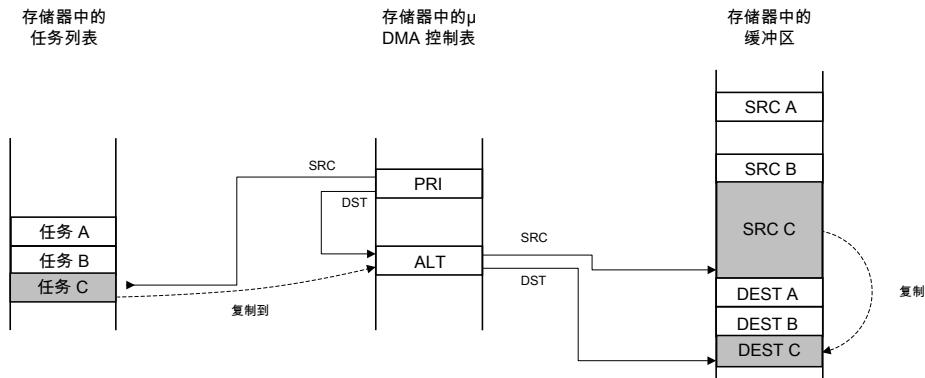 存储器中的
任务列表
存储器中的μ
DMA 控制表
存储器中的
缓冲区
SRC A
SRC B
SRC C
DEST A
DEST B
DEST C
SRC
PRI
DST
ALT
SRC
DST
任务 A
任务 B
任务 C
复制到
复制